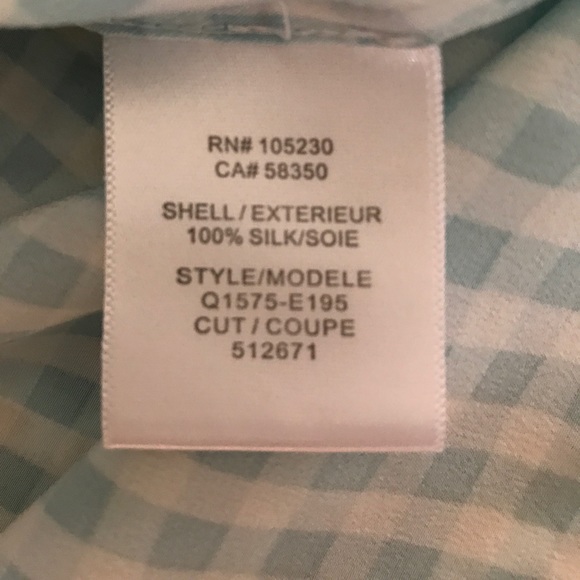 RN# 105230
CA# 58350
SHELL/EXTERIEUR
100% SILK/SOIE
STYLE/MODELE
Q1575-E195
CUT/COUPE
512671